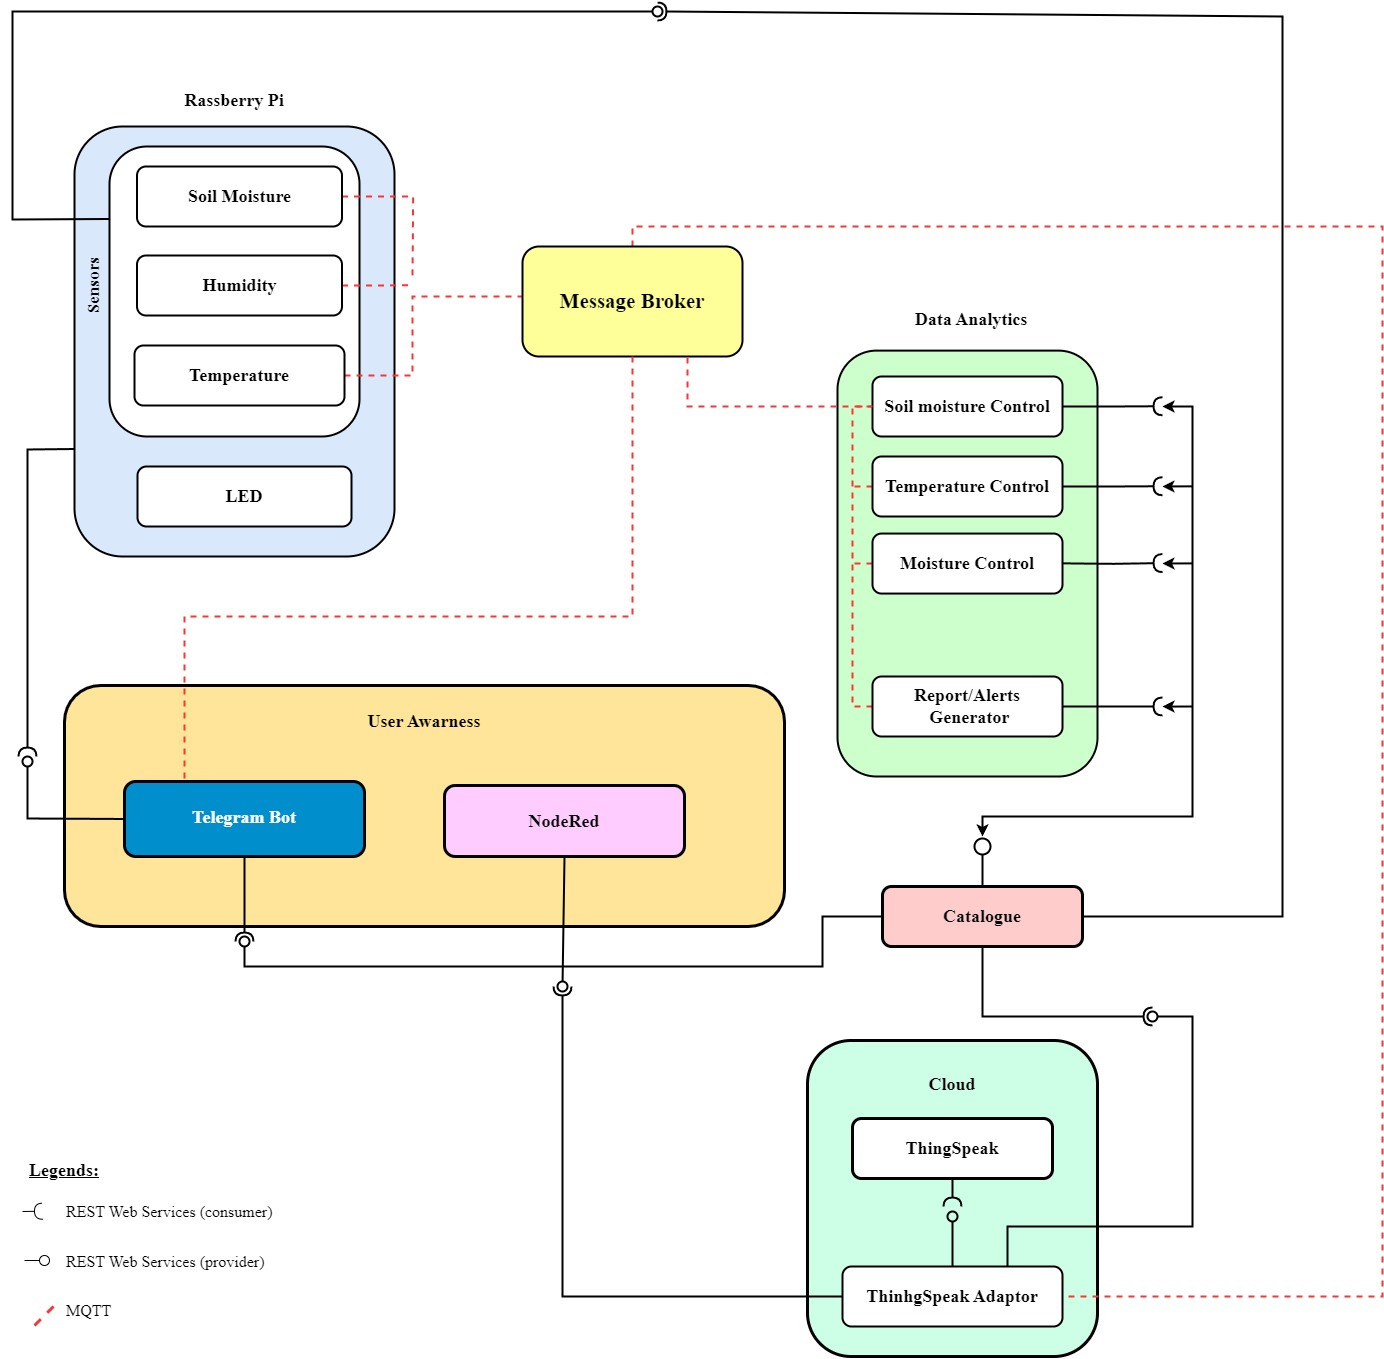 Rassberry Pi
Soil Moisture
Humidity
Temperature
Sensors
LED
Message Broker
Data Analytics
Soil moisture Control
Temperature Control
Moisture Control
Report/Alerts
Generator
User Awarness
Telegram Bot
NodeRed
Catalogue
Cloud
ThingSpeak
ThinhgSpeak Adaptor
Legends:
REST Web Services (consumer)
REST Web Services (provider)
MQTT